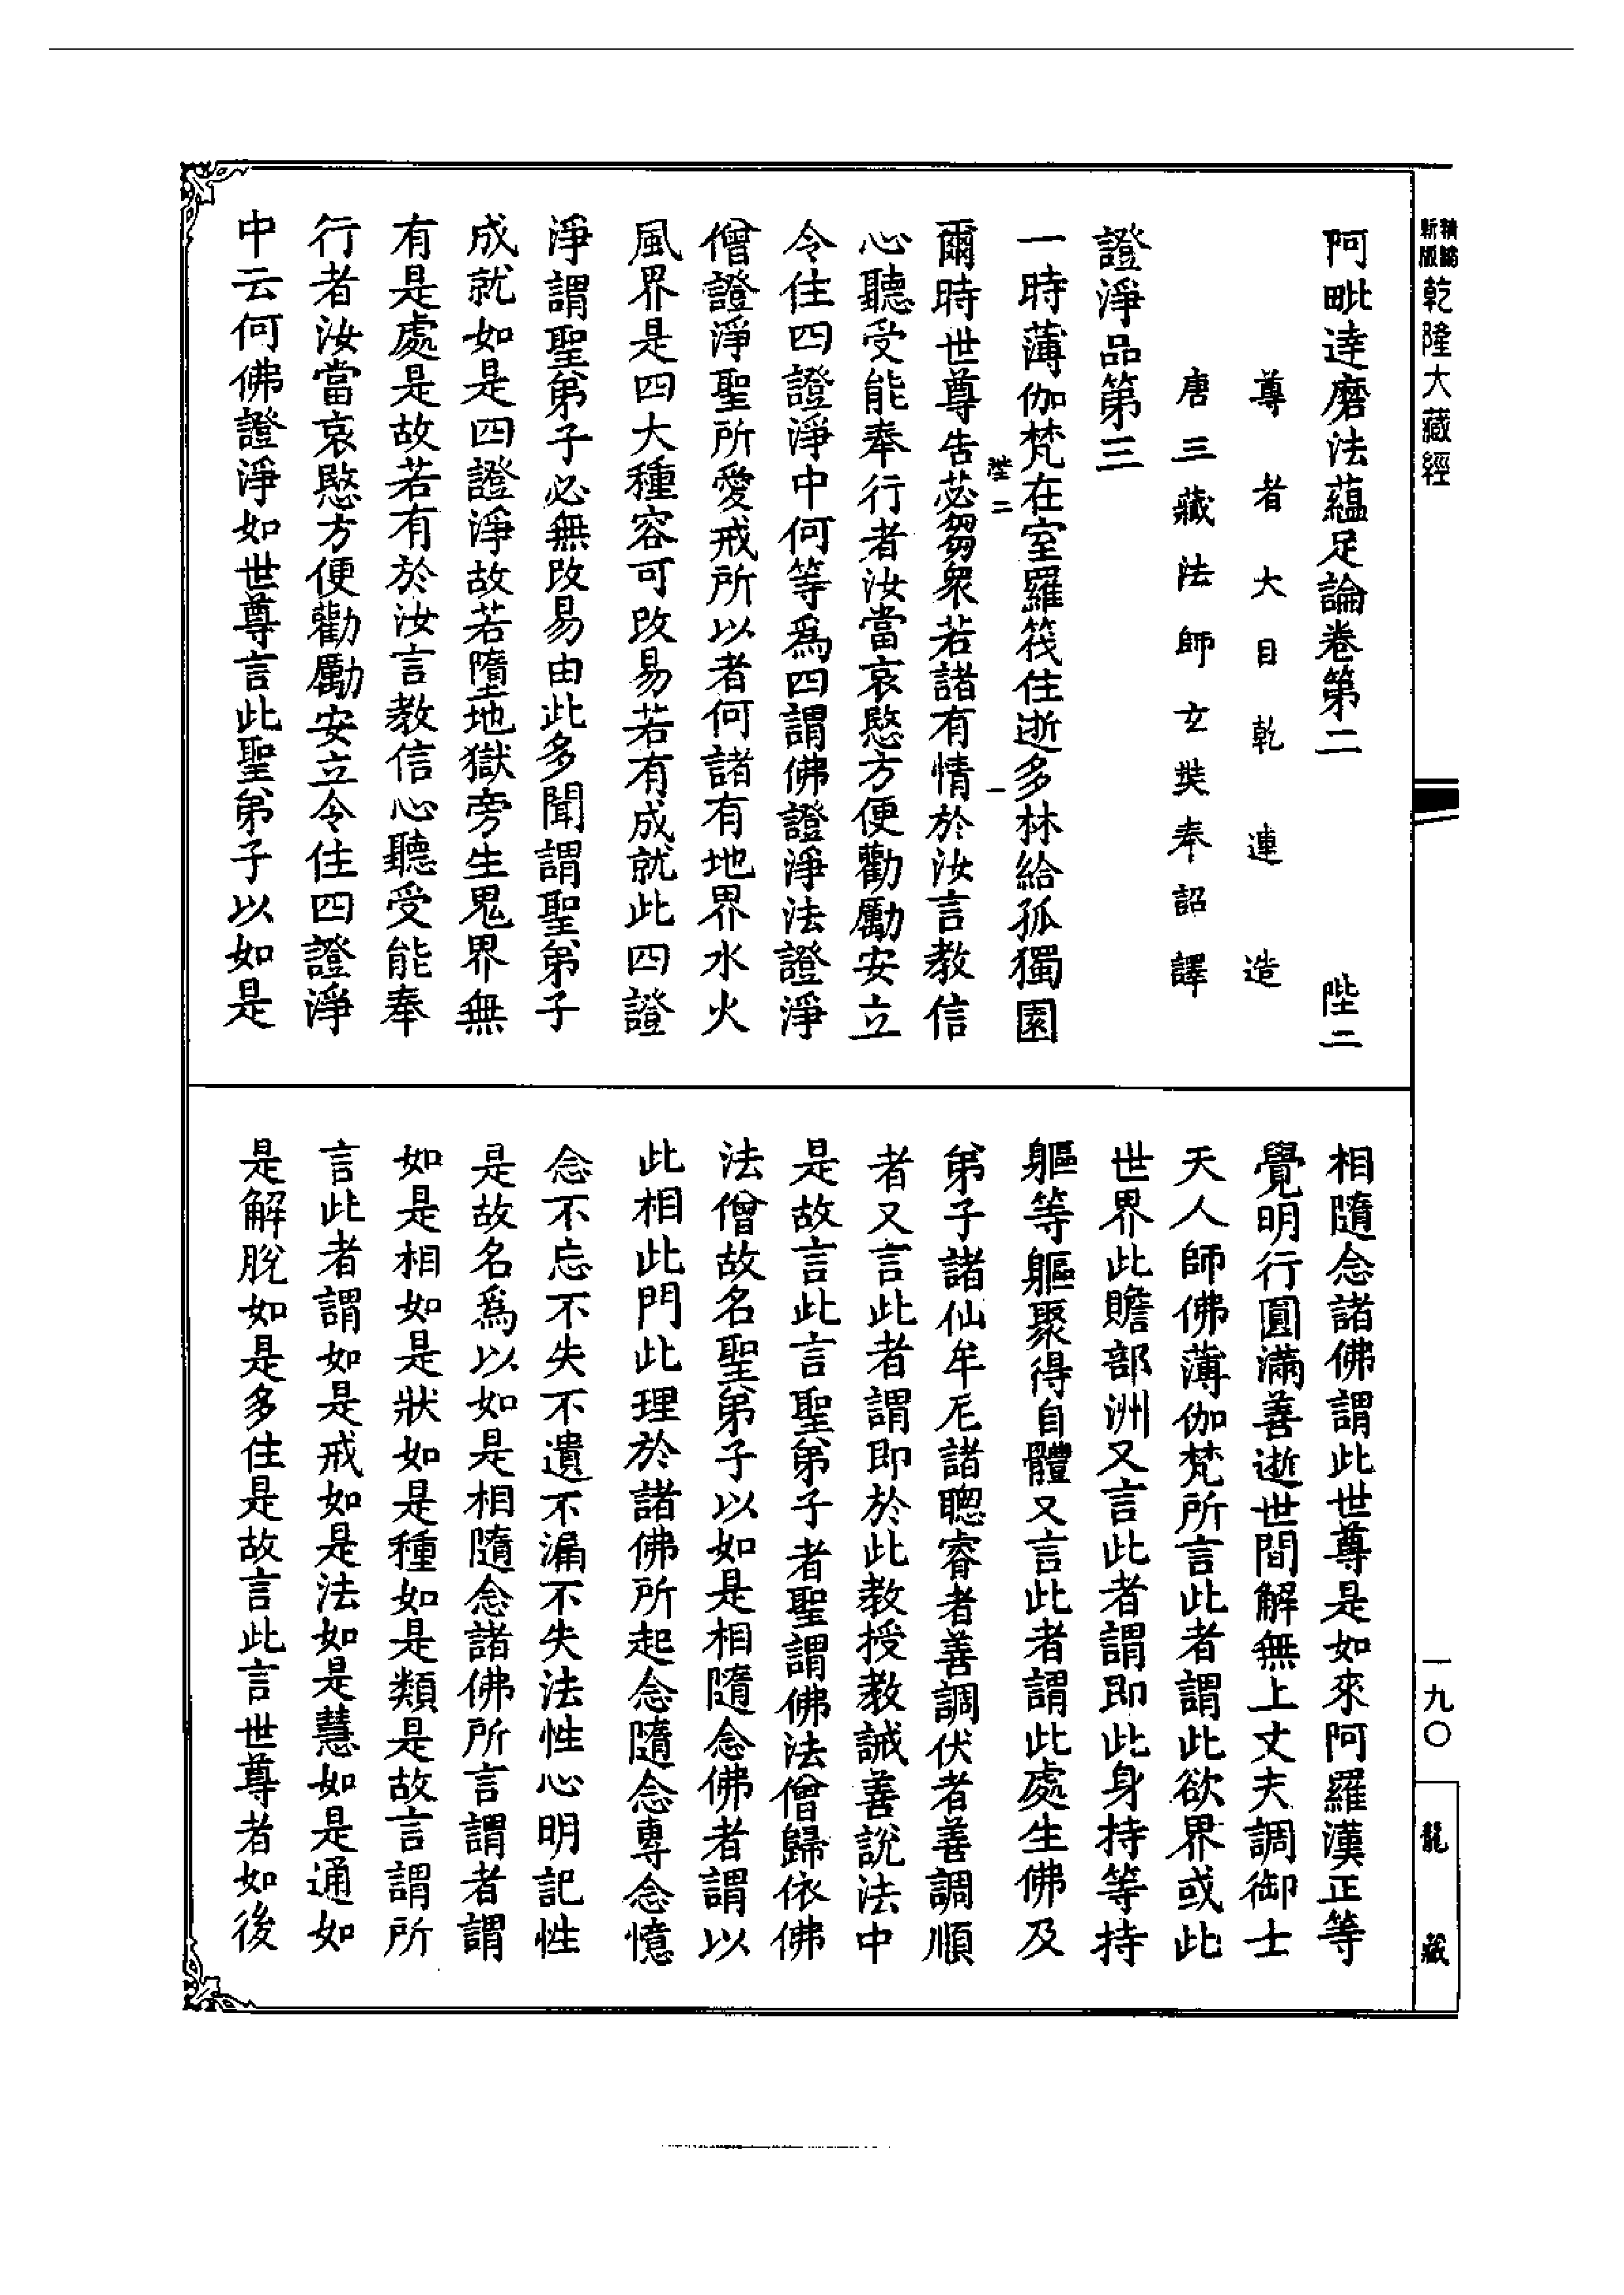 新版
精縮
乾隆大藏經
一九〇
龍藏
阿毗達磨法蘊足論卷第二 陛二
尊者大目乾連造
唐三藏法師玄奘奉詔譯
證淨品第三
一時薄伽梵在室羅筏住逝多林給孤獨園
陛二 一
爾時世尊告苾芻衆若諸有情於汝言教信
心聽受能奉行者汝當哀愍方便勸勵安立
令住四證淨中何等爲四謂佛證淨法證淨
僧證淨聖所愛戒所以者何諸有地界水火
風界是四大種容可改易若有成就此四證
淨謂聖弟子必無改易由此多聞謂聖弟子
成就如是四證淨故若墮地獄旁生鬼界無
有是處是故若有於汝言教信心聽受能奉
行者汝當哀愍方便勸勵安立令住四證淨
中云何佛證淨如世尊言此聖弟子以如是
相隨念諸佛謂此世尊是如來阿羅漢正等
覺明行圓滿善逝世間解無上丈夫調御士
天人師佛薄伽梵所言此者謂此欲界或此
世界此贍部洲又言此者謂即此身持等持
軀等軀聚得自體又言此者謂此處生佛及
弟子諸仙牟尼諸聰睿者善調伏者善調順
者又言此者謂即於此教授教誡善說法中
是故言此言聖弟子者聖謂佛法僧歸依佛
法僧故名聖弟子以如是相隨念佛者謂以
此相此門此理於諸佛所起念隨念專念憶
念不忘不失不遺不漏不失法性心明記性
是故名爲以如是相隨念諸佛所言謂者謂
如是相如是狀如是種如是類是故言謂所
言此者謂如是戒如是法如是慧如是通如
是解脫如是多住是故言此言世尊者如後